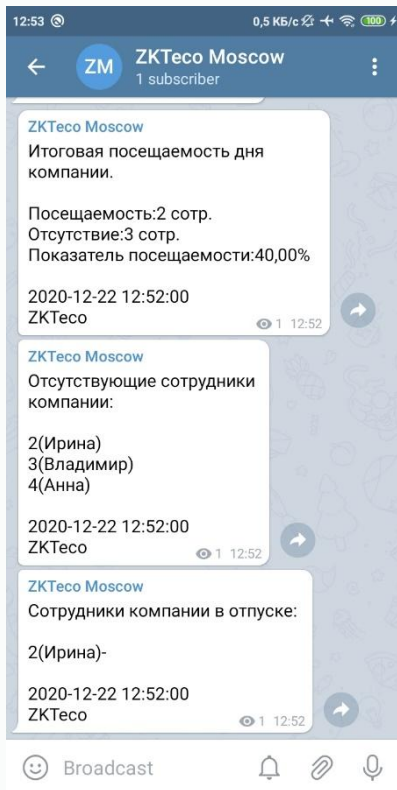 12:53
0,5 КБ/с
100
ZM
ZKTeco Moscow
1 subscriber
ZKTeco Moscow
Итоговая посещаемость дня
компании.
Посещаемость:2 сотр.
Отсутствие:3 сотр.
Показатель посещаемости:40,00%
2020-12-22 12:52:00
ZKTeco
1 12:52
ZKTeco Moscow
Отсутствующие сотрудники
компании:
2(Ирина)
3(Владимир)
4(Анна)
2020-12-22 12:52:00
ZKTeco
1 12:52
ZKTeco Moscow
Сотрудники компании в отпуске:
2(Ирина)-
2020-12-22 12:52:00
ZKTeco
1 12:52
Broadcast